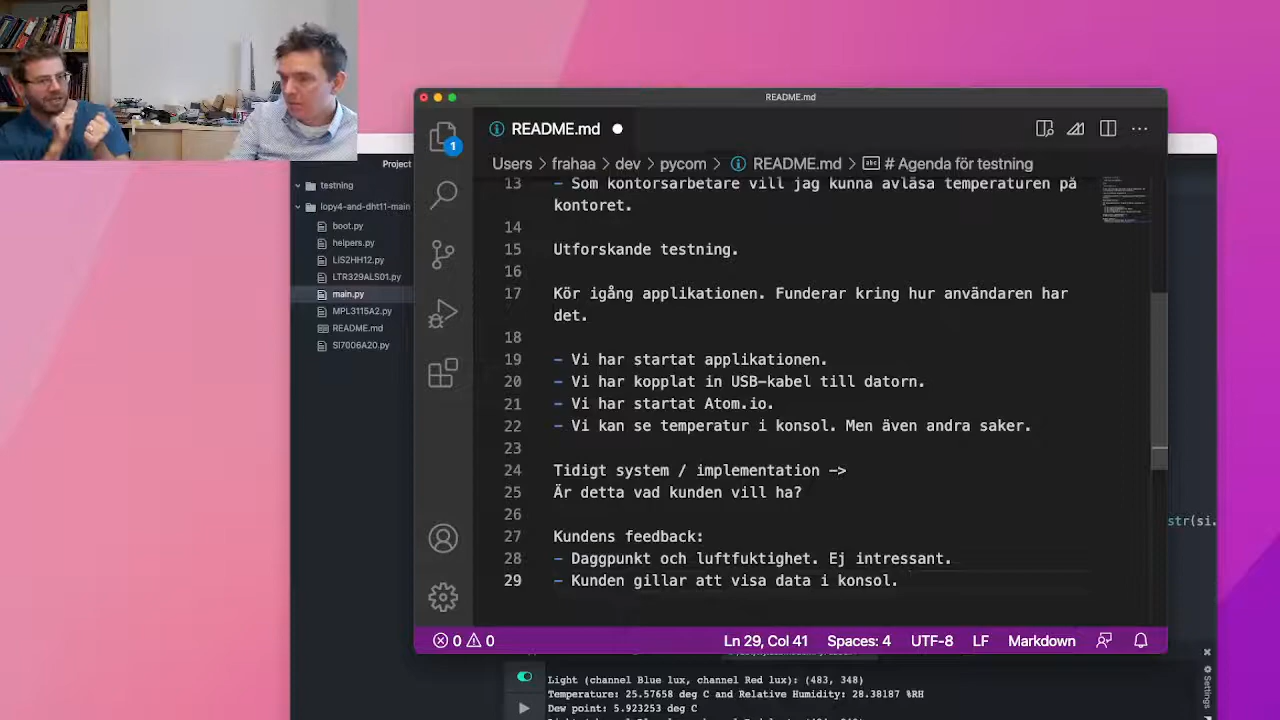 README.md
README.md
1
Users > frahaa > dev > pycom > README.md > # Agenda för testning
Project
testning
lopy4-and-dht11-main
boot.py
helpers.py
LIS2HH12.py
LTR329ALS01.py
main.py
MPL3115A2.py
README.md
SI7006A20.py
13 - Som kontorsarbetare vill jag kunna avläsa temperaturen på
kontoret.
14
15 Utforskande testning.
16
17 Kör igång applikationen. Funderar kring hur användaren har
det.
18
19 - Vi har startat applikationen.
20 - Vi har kopplat in USB-kabel till datorn.
21 - Vi har startat Atom.io.
22 - Vi kan se temperatur i konsol. Men även andra saker.
23
24 Tidigt system / implementation ->
25 Är detta vad kunden vill ha?
26
27 Kundens feedback:
28 - Daggpunkt och luftfuktighet. Ej intressant.
29 - Kunden gillar att visa data i konsol.
str(si.
0 0 Ln 29, Col 41 Spaces: 4 UTF-8 LF Markdown
Settings
Light (channel Blue lux, channel Red lux): (483, 348)
Temperature: 25.57658 deg C and Relative Humidity: 28.38187 %RH
Dew point: 5.923253 deg C